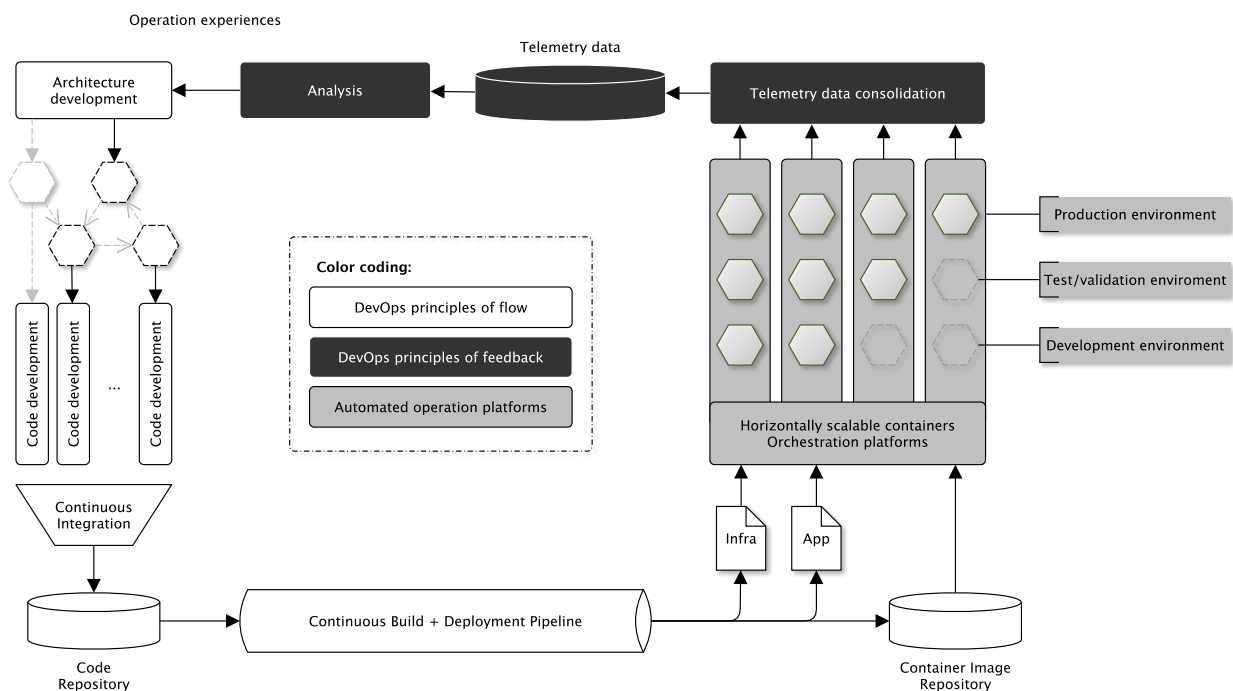 Operation experiences
Telemetry data
Architecture
development
Analysis
Telemetry data consolidation
Production environment
Test/validation enviroment
Development environment
Color coding:
DevOps principles of flow
DevOps principles of feedback
Automated operation platforms
Code development
Code development
...
Code development
Horizontally scalable containers
Orchestration platforms
Continuous
Integration
Infra
App
Continuous Build + Deployment Pipeline
Code
Repository
Container Image
Repository